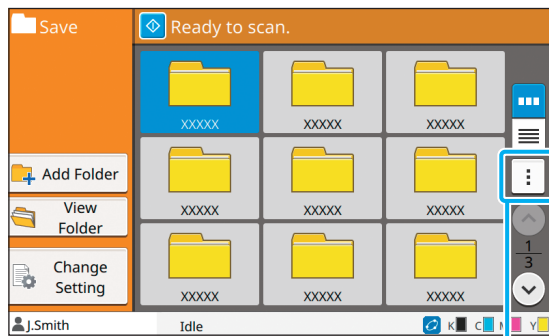 Save
Ready to scan.
XXXXX
XXXXX
XXXXX
Add Folder
XXXXX
XXXXX
XXXXX
View
Folder
1
3
Change
Setting
XXXXX
XXXXX
XXXXX
J.Smith
Idle
K
C
M
Y